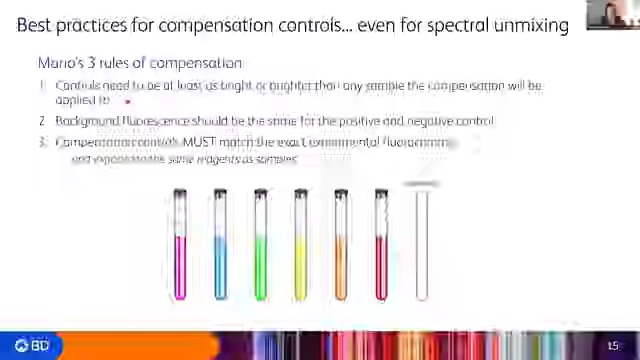 Best practices for compensation controls... even for spectral unmixing
Mario's 3 rules of compensation
1. Controls need to be at least as bright or brighter than any sample the compensation will be
applied to
2. Background fluorescence should be the same for the positive and negative control
3. Compensation controls MUST match the exact experimental
and the same reagents as samples
BD
15